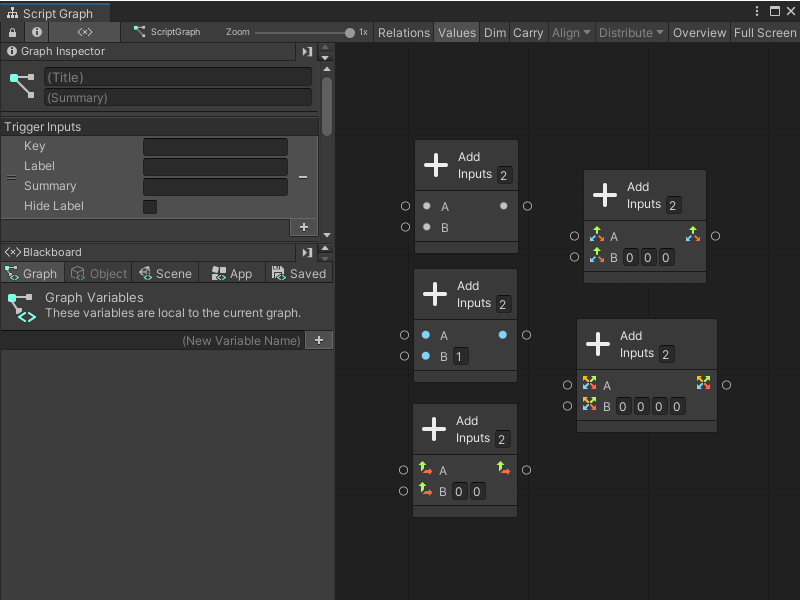 Script Graph
<×> ScriptGraph Zoom 1x Relations Values Dim Carry Align Distribute Overview Full Screen
Graph Inspector
(Title)
(Summary)
Trigger Inputs
Key
Label
Summary
Hide Label
Blackboard
Graph Object Scene App Saved
Graph Variables
These variables are local to the current graph.
(New Variable Name)
Add
Inputs 2
A
B
Add
Inputs 2
A
B 0 0 0
Add
Inputs 2
A
B 1
Add
Inputs 2
A
B 0 0 0 0
Add
Inputs 2
A
B 0 0